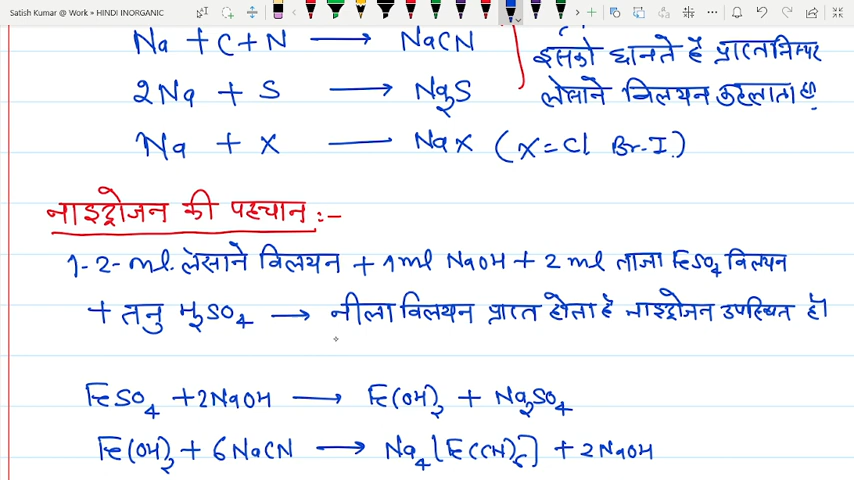 Satish Kumar @ Work » HINDI INORGANIC
Na + C + N → NaCN
इसको छानते हैं प्राप्त निस्पर
2Na + S → Na2S
लेसाने विलयन कहलाता है
Na + X → NaX (X = Cl Br-I.)
नाइट्रोजन की पहचान :-
1-2-ml. लेसाने विलयन + 1ml NaOH + 2 ml ताजा FeSO4 विलयन
+ तनु H2SO4 → नीला विलयन प्राप्त होता है नाइट्रोजन उपस्थित है।
FeSO4 + 2NaOH → Fe(OH)2 + Na2SO4
Fe(OH)2 + 6NaCN → Na4[Fe(CN)6] + 2NaOH